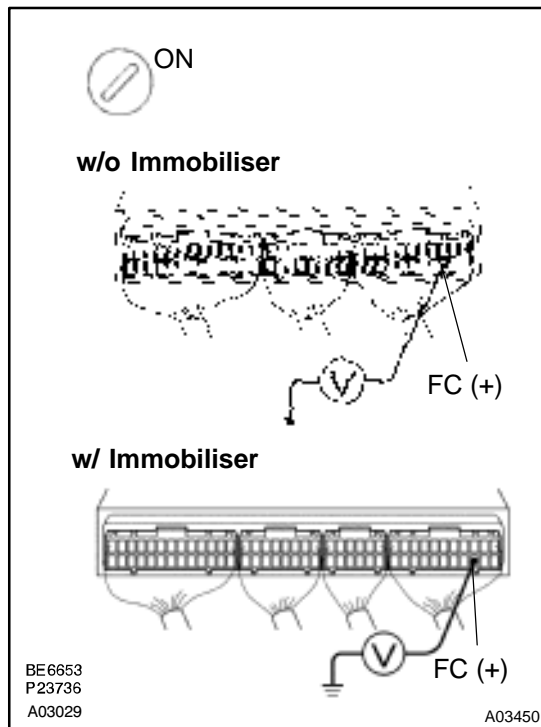 ON
w/o Immobiliser
V
FC (+)
w/ Immobiliser
V
FC (+)
BE6653
P23736
A03029
A03450